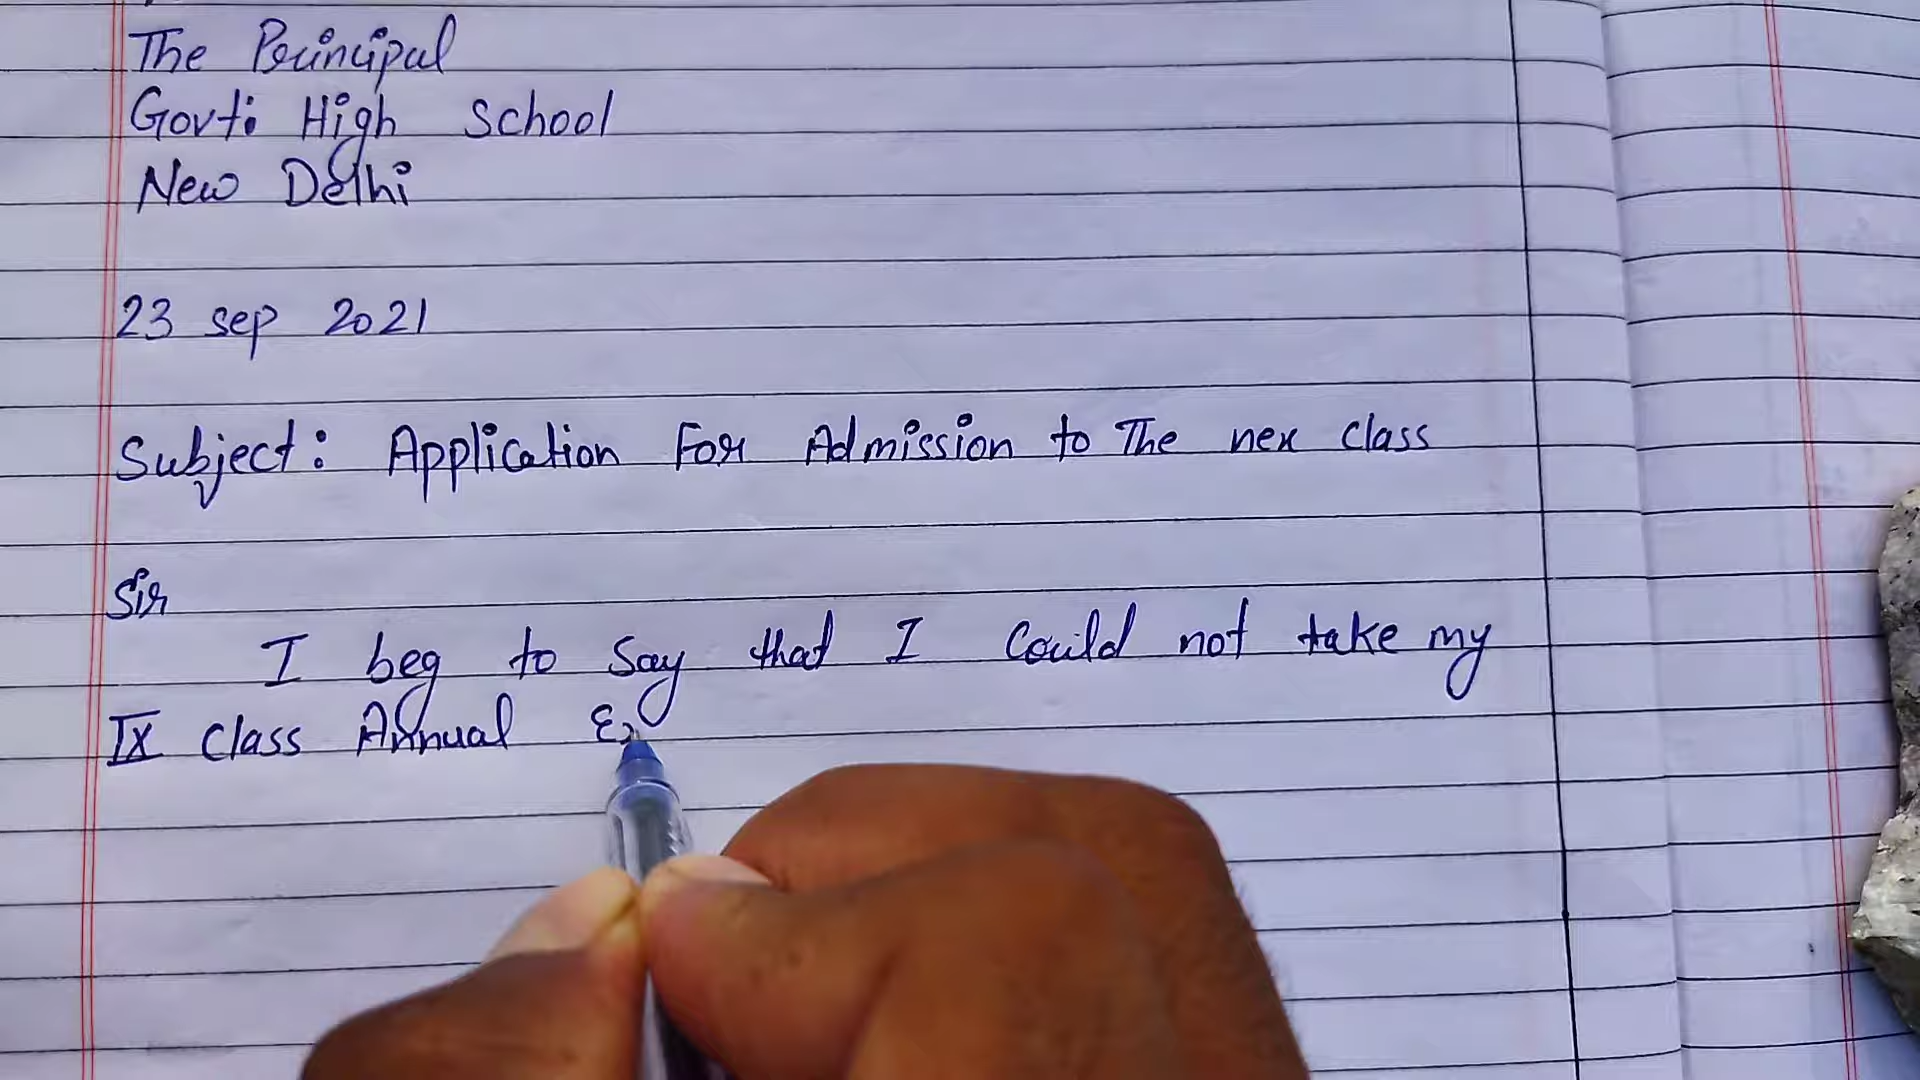 The Principal
Govt: High School
New Delhi
23 sep 2021
Subject: Application For Admission to The nex class
Sir
I beg to say that I Could not take my
IX class Annual